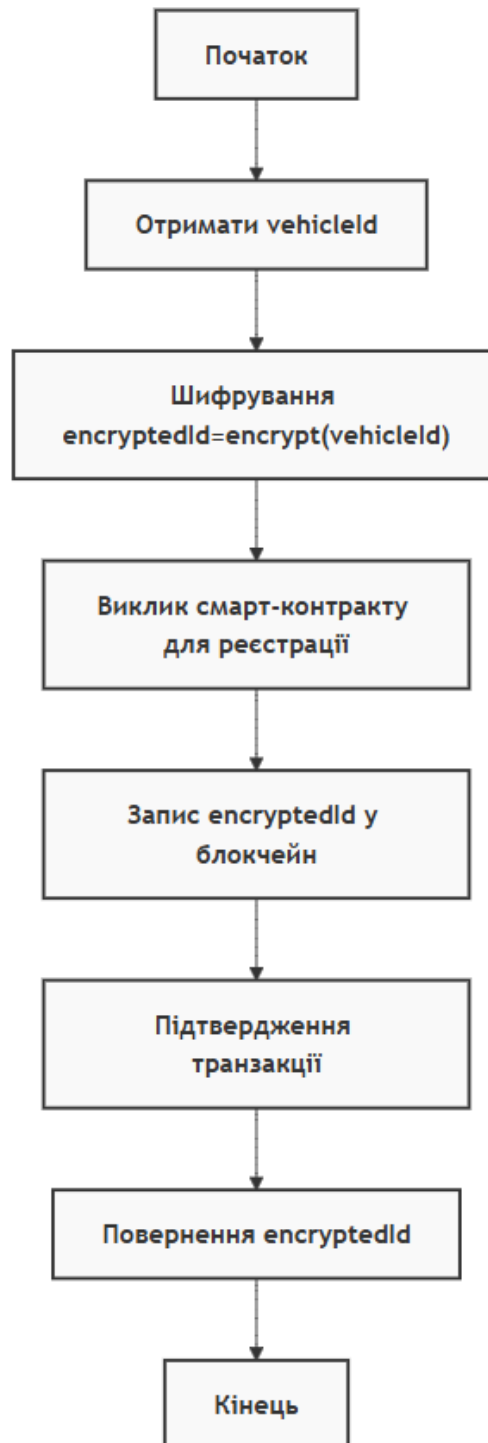 Початок
Отримати vehicleId
Шифрування
encryptedId=encrypt(vehicleId)
Виклик смарт-контракту
для реєстрації
Запис encryptedId у
блокчейн
Підтвердження
транзакції
Повернення encryptedId
Кінець